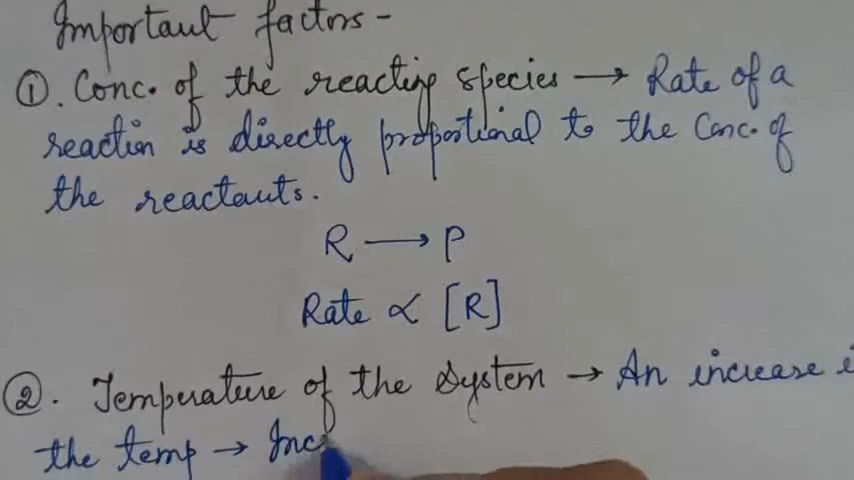 Important factors -
①. Conc. of the reacting species → Rate of a
reaction is directly proportional to the Conc. of
the reactants.
R → P
Rate ∝ [R]
②. Temperature of the System → An increase i
the temp → Inc